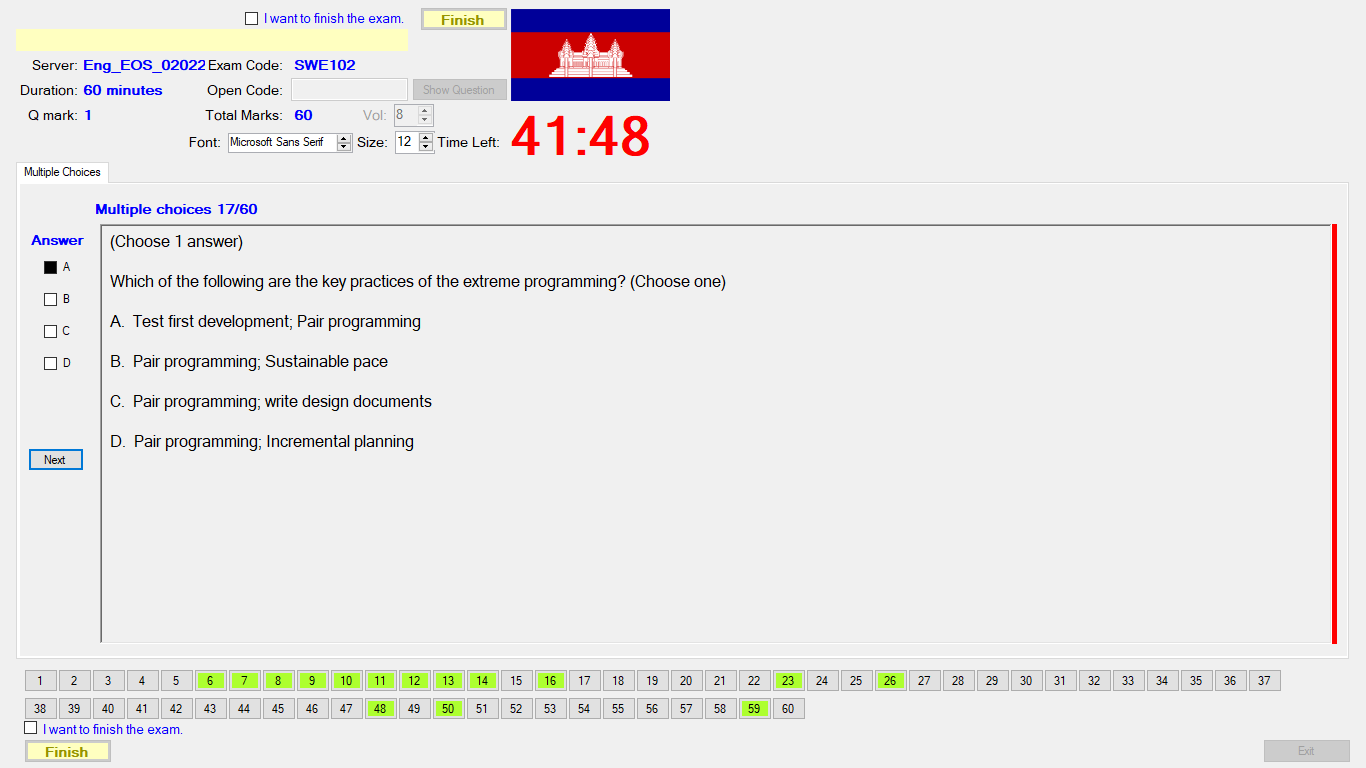 I want to finish the exam. Finish
Server: Eng_EOS_02022 Exam Code: SWE102
Duration: 60 minutes Open Code: Show Question
Q mark: 1 Total Marks: 60 Vol: 8
Font: Microsoft Sans Serif Size: 12 Time Left: 41:48
Multiple Choices
Multiple choices 17/60
Answer
(Choose 1 answer)
A
Which of the following are the key practices of the extreme programming? (Choose one)
B
A. Test first development; Pair programming
C
B. Pair programming; Sustainable pace
D
C. Pair programming; write design documents
D. Pair programming; Incremental planning
Next
1 2 3 4 5 6 7 8 9 10 11 12 13 14 15 16 17 18 19 20 21 22 23 24 25 26 27 28 29 30 31 32 33 34 35 36 37
38 39 40 41 42 43 44 45 46 47 48 49 50 51 52 53 54 55 56 57 58 59 60
I want to finish the exam.
Finish Exit